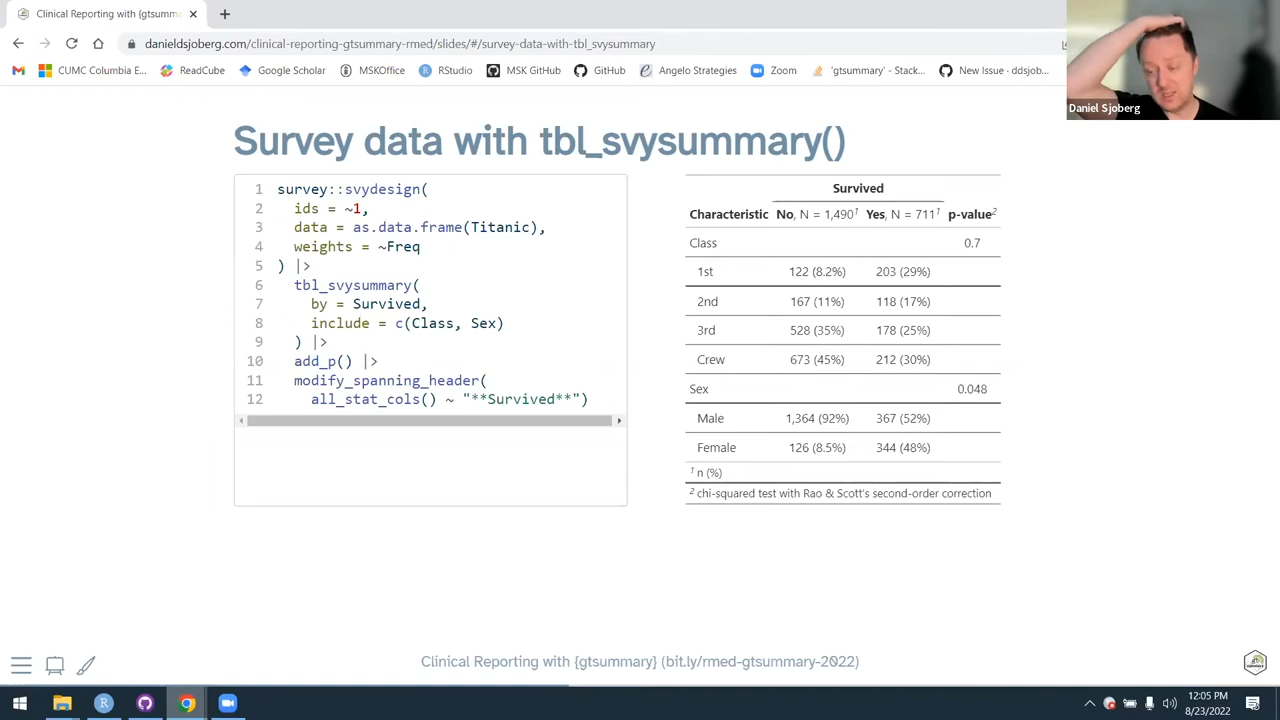 Clinical Reporting with {gtsumma
danieldsjoberg.com/clinical-reporting-gtsummary-rmed/slides/#/survey-data-with-tbl_svysummary
CUMC Columbia E... ReadCube Google Scholar MSKOffice RStudio MSK GitHub GitHub Angelo Strategies Zoom 'gtsummary' - Stack... New Issue · ddsjob...
Daniel Sjoberg
Survey data with tbl_svysummary()
1 survey::svydesign(
2 ids = ~1,
3 data = as.data.frame(Titanic),
4 weights = ~Freq
5 ) |>
6 tbl_svysummary(
7 by = Survived,
8 include = c(Class, Sex)
9 ) |>
10 add_p() |>
11 modify_spanning_header(
12 all_stat_cols() ~ "**Survived**")
Survived
Characteristic No, N = 1,490¹ Yes, N = 711¹ p-value²
Class 0.7
1st 122 (8.2%) 203 (29%)
2nd 167 (11%) 118 (17%)
3rd 528 (35%) 178 (25%)
Crew 673 (45%) 212 (30%)
Sex 0.048
Male 1,364 (92%) 367 (52%)
Female 126 (8.5%) 344 (48%)
¹ n (%)
² chi-squared test with Rao & Scott's second-order correction
Clinical Reporting with {gtsummary} (bit.ly/rmed-gtsummary-2022)
12:05 PM
8/23/2022